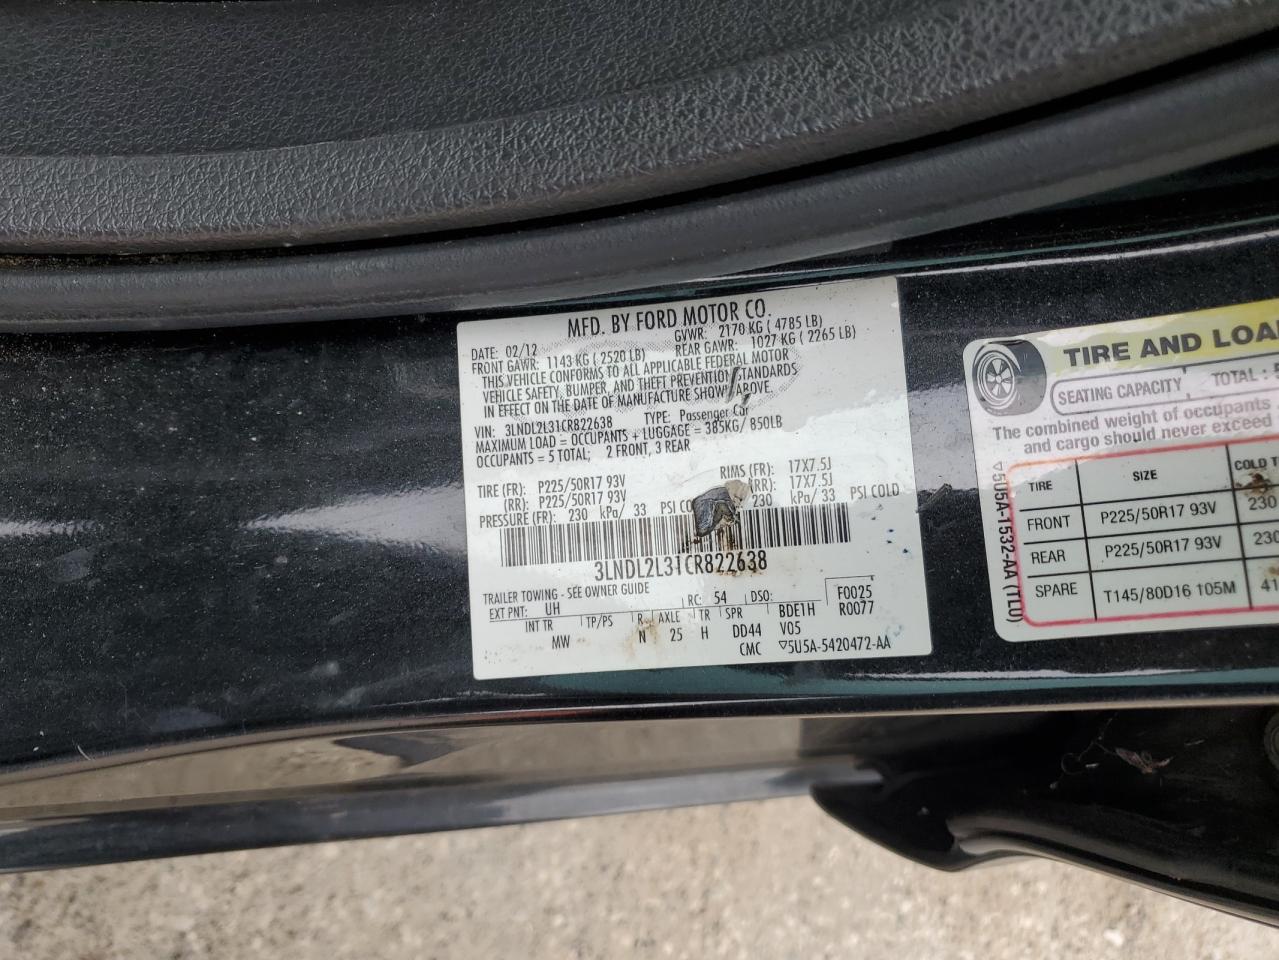 MFD. BY FORD MOTOR CO.
DATE: 02/12 GVWR: 2170 KG ( 4785 LB)
FRONT GAWR: 1143 KG ( 2520 LB) REAR GAWR: 1027 KG ( 2265 LB)
THIS VEHICLE CONFORMS TO ALL APPLICABLE FEDERAL MOTOR
VEHICLE SAFETY, BUMPER, AND THEFT PREVENTION STANDARDS
IN EFFECT ON THE DATE OF MANUFACTURE SHOWN ABOVE.
VIN: 3LNDL2L31CR822638 TYPE: Passenger Car
MAXIMUM LOAD = OCCUPANTS + LUGGAGE = 385KG/ 850LB
OCCUPANTS = 5 TOTAL; 2 FRONT, 3 REAR
TIRE (FR): P225/50R17 93V RIMS (FR): 17X7.5J
(RR): P225/50R17 93V (RR): 17X7.5J
PRESSURE (FR): 230 kPa/ 33 PSI 230 kPa/ 33 PSI COLD
3LNDL2L31CR822638
TRAILER TOWING - SEE OWNER GUIDE
EXT PNT: UH RC: 54 DSO: F0025
INT TR TP/PS R AXLE TR SPR BDE1H R0077
MW N 25 H DD44 V05
CMC ▽5U5A-5420472-AA
TIRE AND LOA
SEATING CAPACITY TOTAL : 5
The combined weight of occupants
and cargo should never exceed
▽5U5A-1532-AA (TL0)
TIRE SIZE COLD T
FRONT P225/50R17 93V 230
REAR P225/50R17 93V 230
SPARE T145/80D16 105M 41